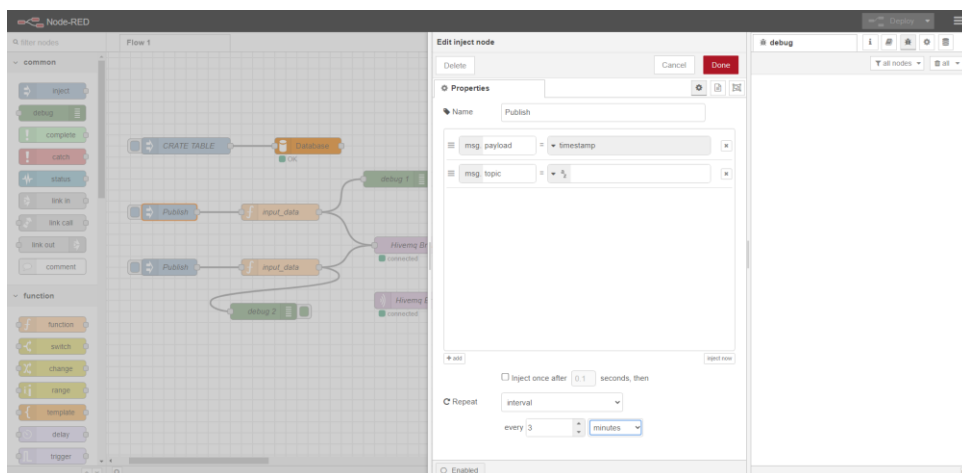 Node-RED
Deploy
filter nodes
common
inject
debug
complete
catch
status
link in
link call
link out
comment
function
function
switch
change
range
template
delay
trigger
Flow 1
CRATE TABLE
Database
OK
debug 1
Publish
input_data
Hivemq Br
connected
Publish
input_data
Hivemq B
connected
debug 2
Edit inject node
Delete
Cancel
Done
Properties
Name
Publish
msg. payload = timestamp
msg. topic = a z
add
inject now
Inject once after 0.1 seconds, then
Repeat
interval
every 3 minutes
Enabled
debug
i
all nodes
all